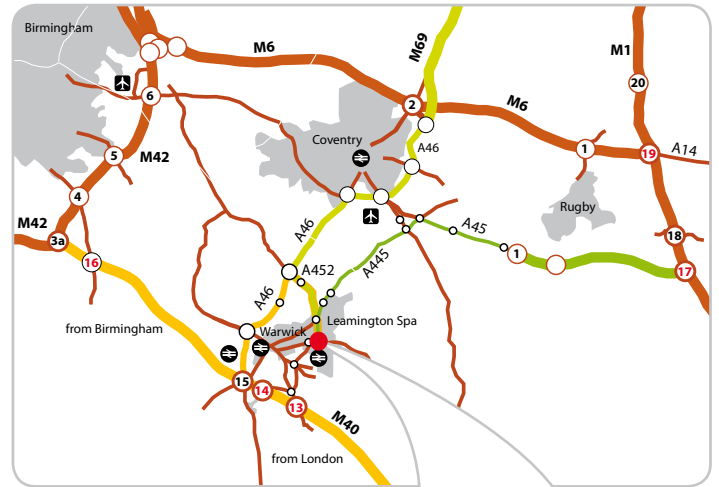 Birmingham
M6
M69
M1
20
6
2
M6
Coventry
A46
1
19
A14
5
M42
4
Rugby
M42
3a
16
A46
A45
18
A452
A445
1
17
A46
from Birmingham
Warwick
Leamington Spa
15
14
13
M40
from London